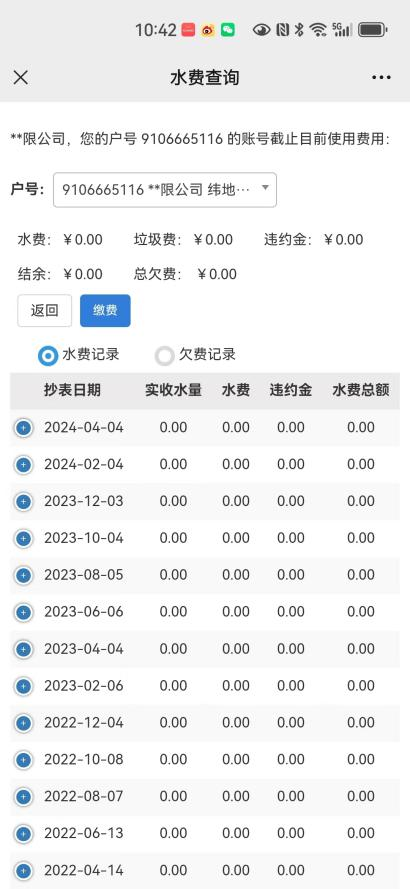 10:42 5G
水费查询
**限公司，您的户号 9106665116 的账号截止目前使用费用：
户号： 9106665116 **限公司 纬地…
水费：￥0.00 垃圾费：￥0.00 违约金：￥0.00
结余：￥0.00 总欠费：￥0.00
返回 缴费
水费记录 欠费记录
抄表日期 实收水量 水费 违约金 水费总额
2024-04-04 0.00 0.00 0.00 0.00
2024-02-04 0.00 0.00 0.00 0.00
2023-12-03 0.00 0.00 0.00 0.00
2023-10-04 0.00 0.00 0.00 0.00
2023-08-05 0.00 0.00 0.00 0.00
2023-06-06 0.00 0.00 0.00 0.00
2023-04-04 0.00 0.00 0.00 0.00
2023-02-06 0.00 0.00 0.00 0.00
2022-12-04 0.00 0.00 0.00 0.00
2022-10-08 0.00 0.00 0.00 0.00
2022-08-07 0.00 0.00 0.00 0.00
2022-06-13 0.00 0.00 0.00 0.00
2022-04-14 0.00 0.00 0.00 0.00